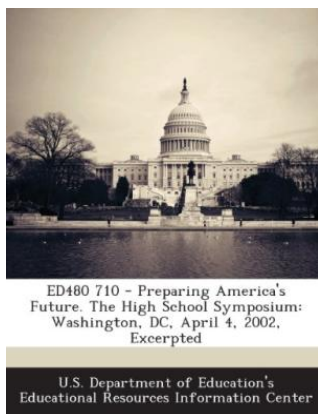 ED480 710 - Preparing America's
Future. The High School Symposium:
Washington, DC, April 4, 2002,
Excerpted
U.S. Department of Education's
Educational Resources Information Center